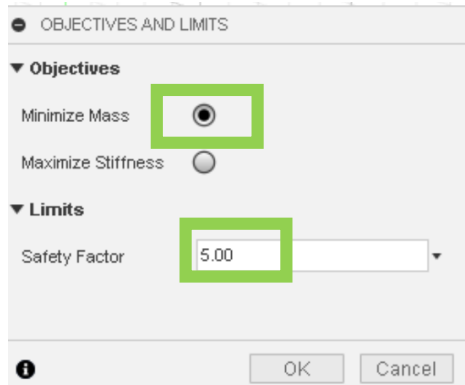 OBJECTIVES AND LIMITS
Objectives
Minimize Mass
Maximize Stiffness
Limits
Safety Factor 5.00
OK Cancel